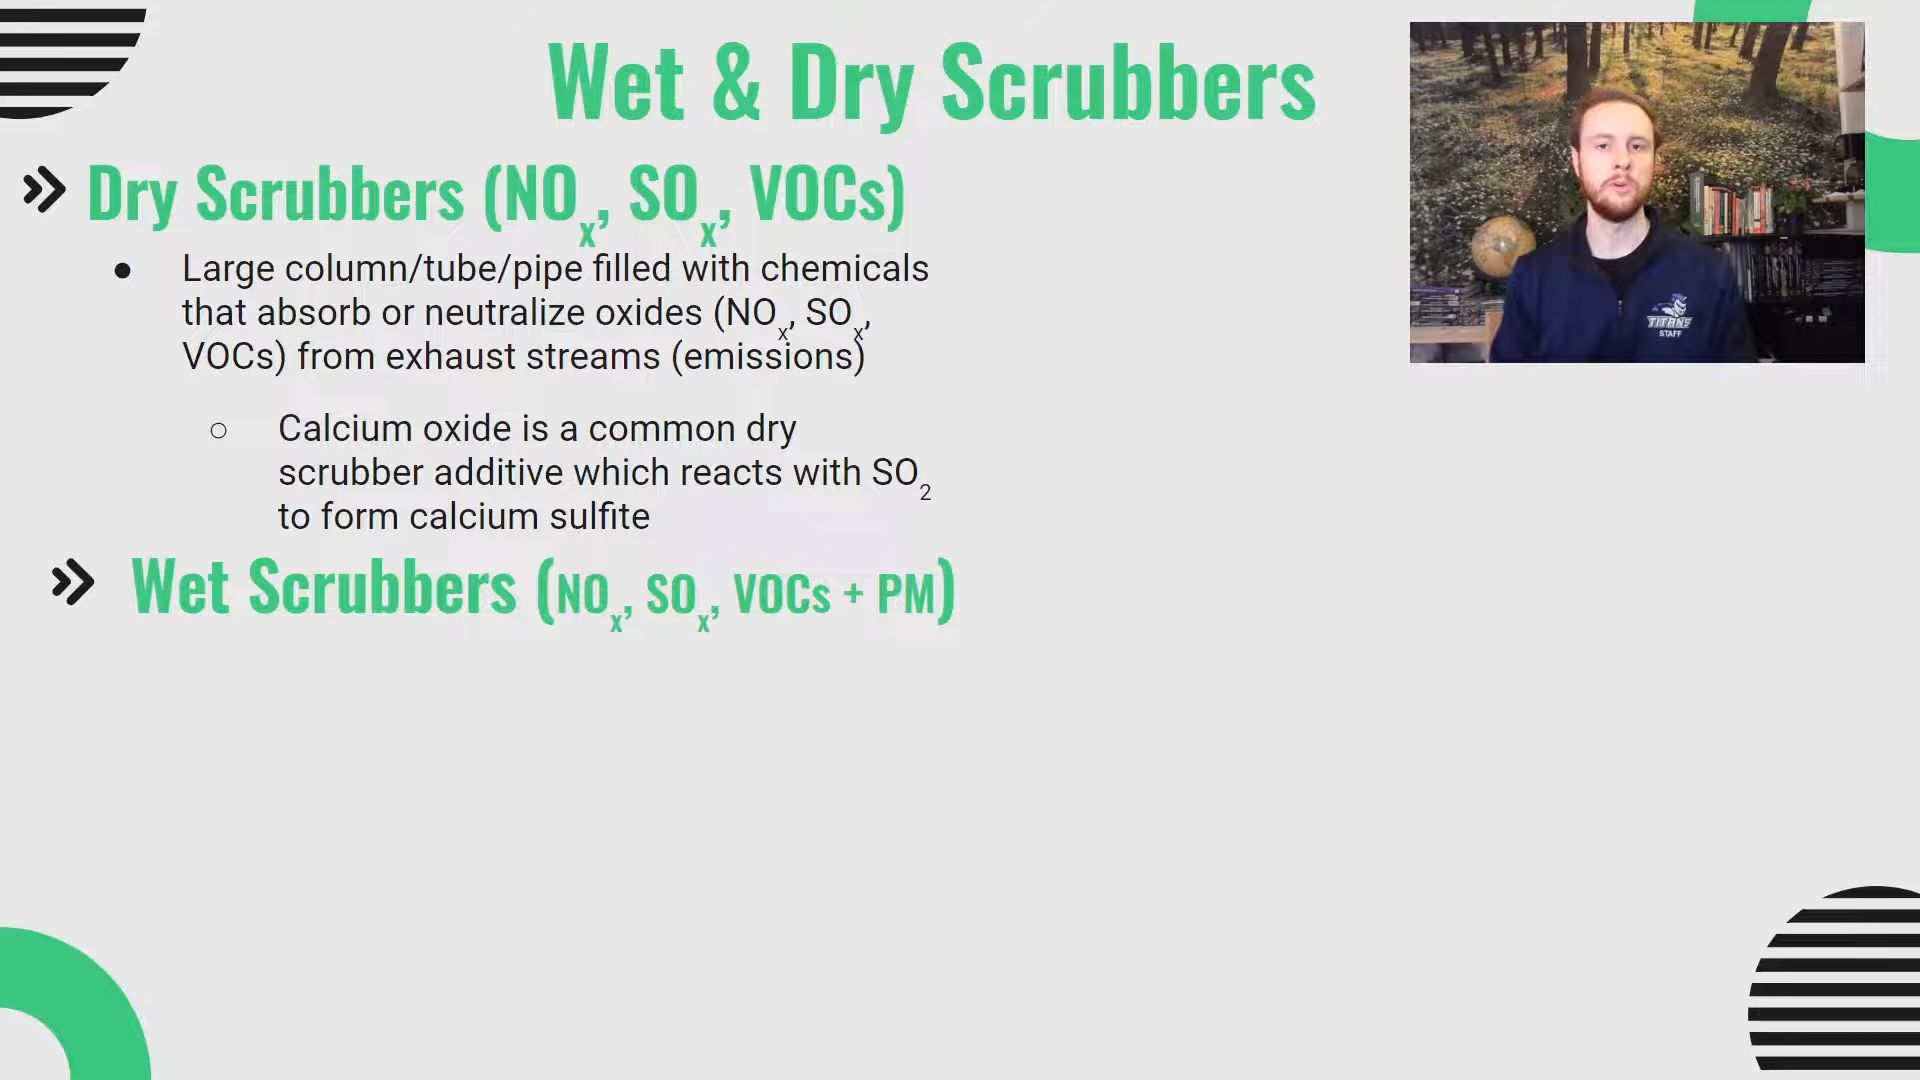 Wet & Dry Scrubbers
Dry Scrubbers (NOx, SOx, VOCs)
● Large column/tube/pipe filled with chemicals
that absorb or neutralize oxides (NOx, SOx,
VOCs) from exhaust streams (emissions)
○ Calcium oxide is a common dry
scrubber additive which reacts with SO2
to form calcium sulfite
Wet Scrubbers (NOx, SOx, VOCs + PM)
TITANS
STAFF